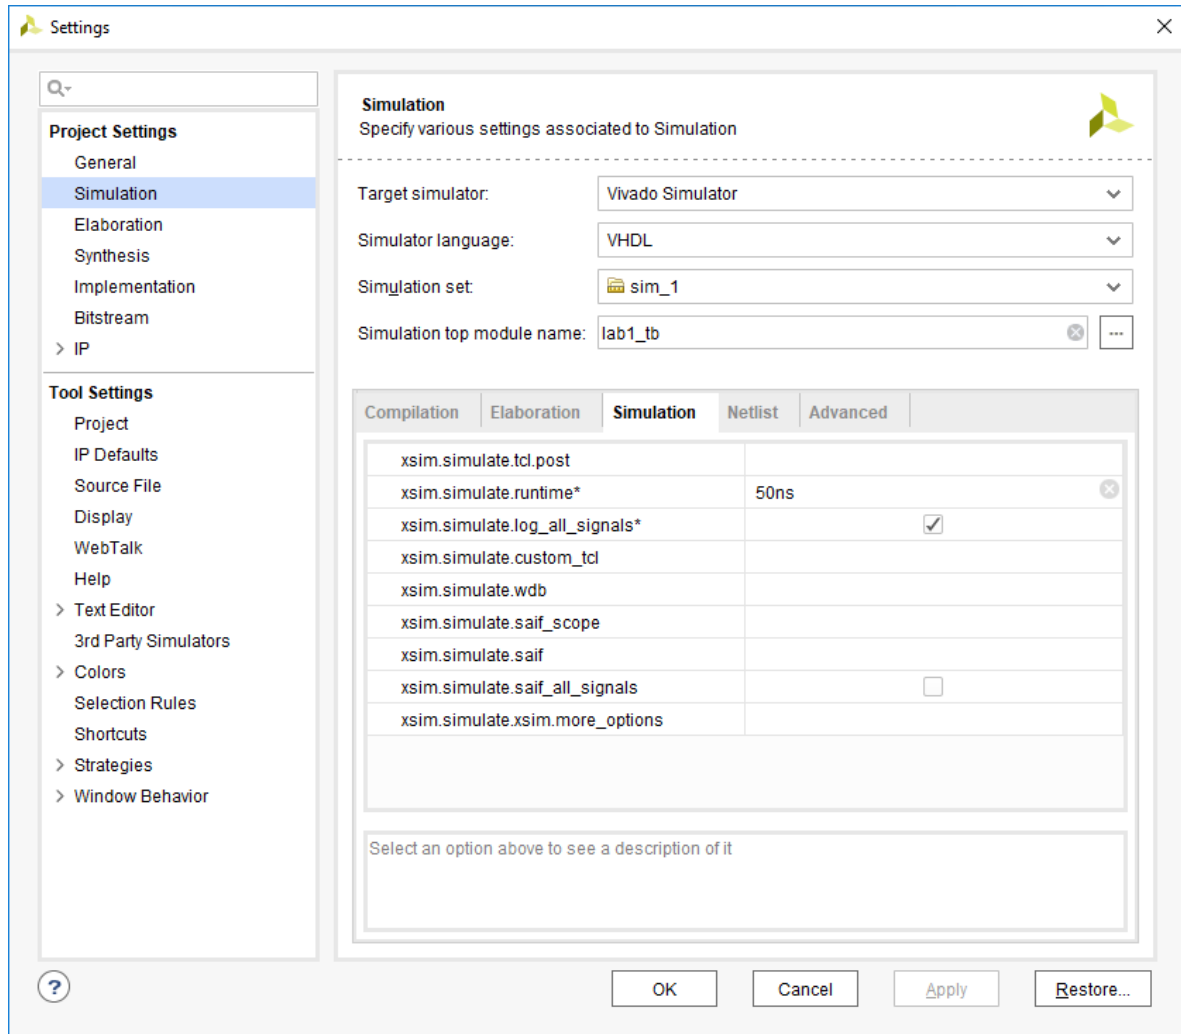 Settings
Project Settings
General
Simulation
Elaboration
Synthesis
Implementation
Bitstream
IP
Tool Settings
Project
IP Defaults
Source File
Display
WebTalk
Help
Text Editor
3rd Party Simulators
Colors
Selection Rules
Shortcuts
Strategies
Window Behavior
Simulation
Specify various settings associated to Simulation
Target simulator: Vivado Simulator
Simulator language: VHDL
Simulation set: sim_1
Simulation top module name: lab1_tb ...
Compilation Elaboration Simulation Netlist Advanced
xsim.simulate.tcl.post
xsim.simulate.runtime* 50ns
xsim.simulate.log_all_signals*
xsim.simulate.custom_tcl
xsim.simulate.wdb
xsim.simulate.saif_scope
xsim.simulate.saif
xsim.simulate.saif_all_signals
xsim.simulate.xsim.more_options
Select an option above to see a description of it
? OK Cancel Apply Restore...